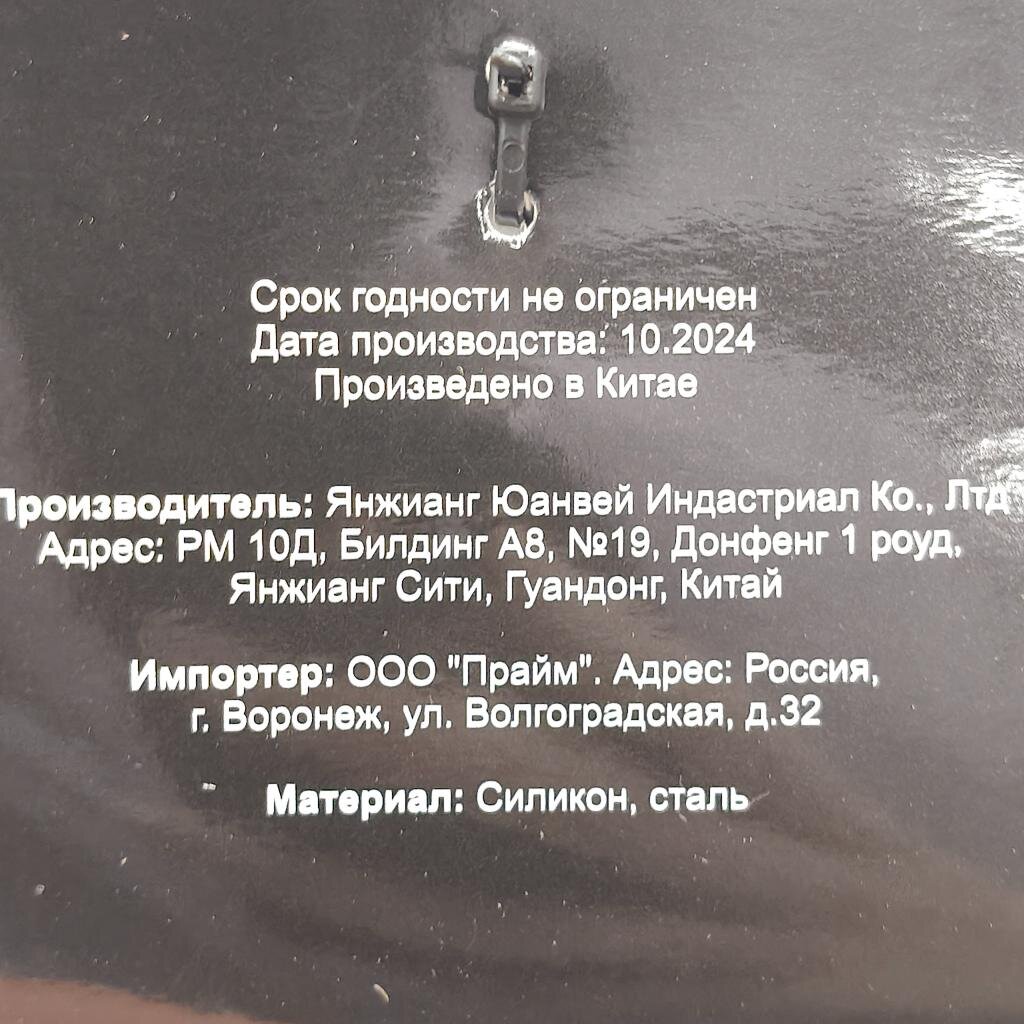 Срок годности не ограничен
Дата производства: 10.2024
Произведено в Китае
Производитель: Янжианг Юанвей Индастриал Ко., Лтд
Адрес: РМ 10Д, Билдинг А8, №19, Донфенг 1 роуд,
Янжианг Сити, Гуандонг, Китай
Импортер: ООО "Прайм". Адрес: Россия,
г. Воронеж, ул. Волгоградская, д.32
Материал: Силикон, сталь